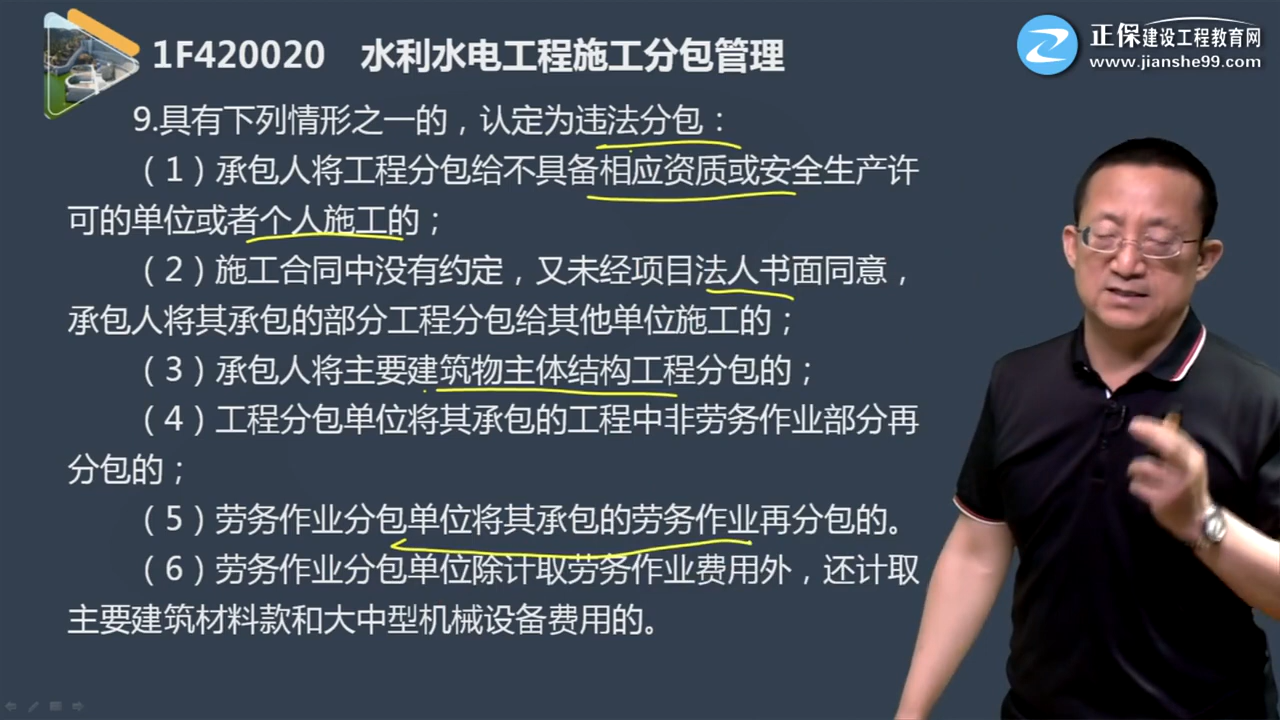 正保建设工程教育网
www.jianshe99.com
1F420020 水利水电工程施工分包管理
9.具有下列情形之一的，认定为违法分包：
（1）承包人将工程分包给不具备相应资质或安全生产许
可的单位或者个人施工的；
（2）施工合同中没有约定，又未经项目法人书面同意，
承包人将其承包的部分工程分包给其他单位施工的；
（3）承包人将主要建筑物主体结构工程分包的；
（4）工程分包单位将其承包的工程中非劳务作业部分再
分包的；
（5）劳务作业分包单位将其承包的劳务作业再分包的。
（6）劳务作业分包单位除计取劳务作业费用外，还计取
主要建筑材料款和大中型机械设备费用的。